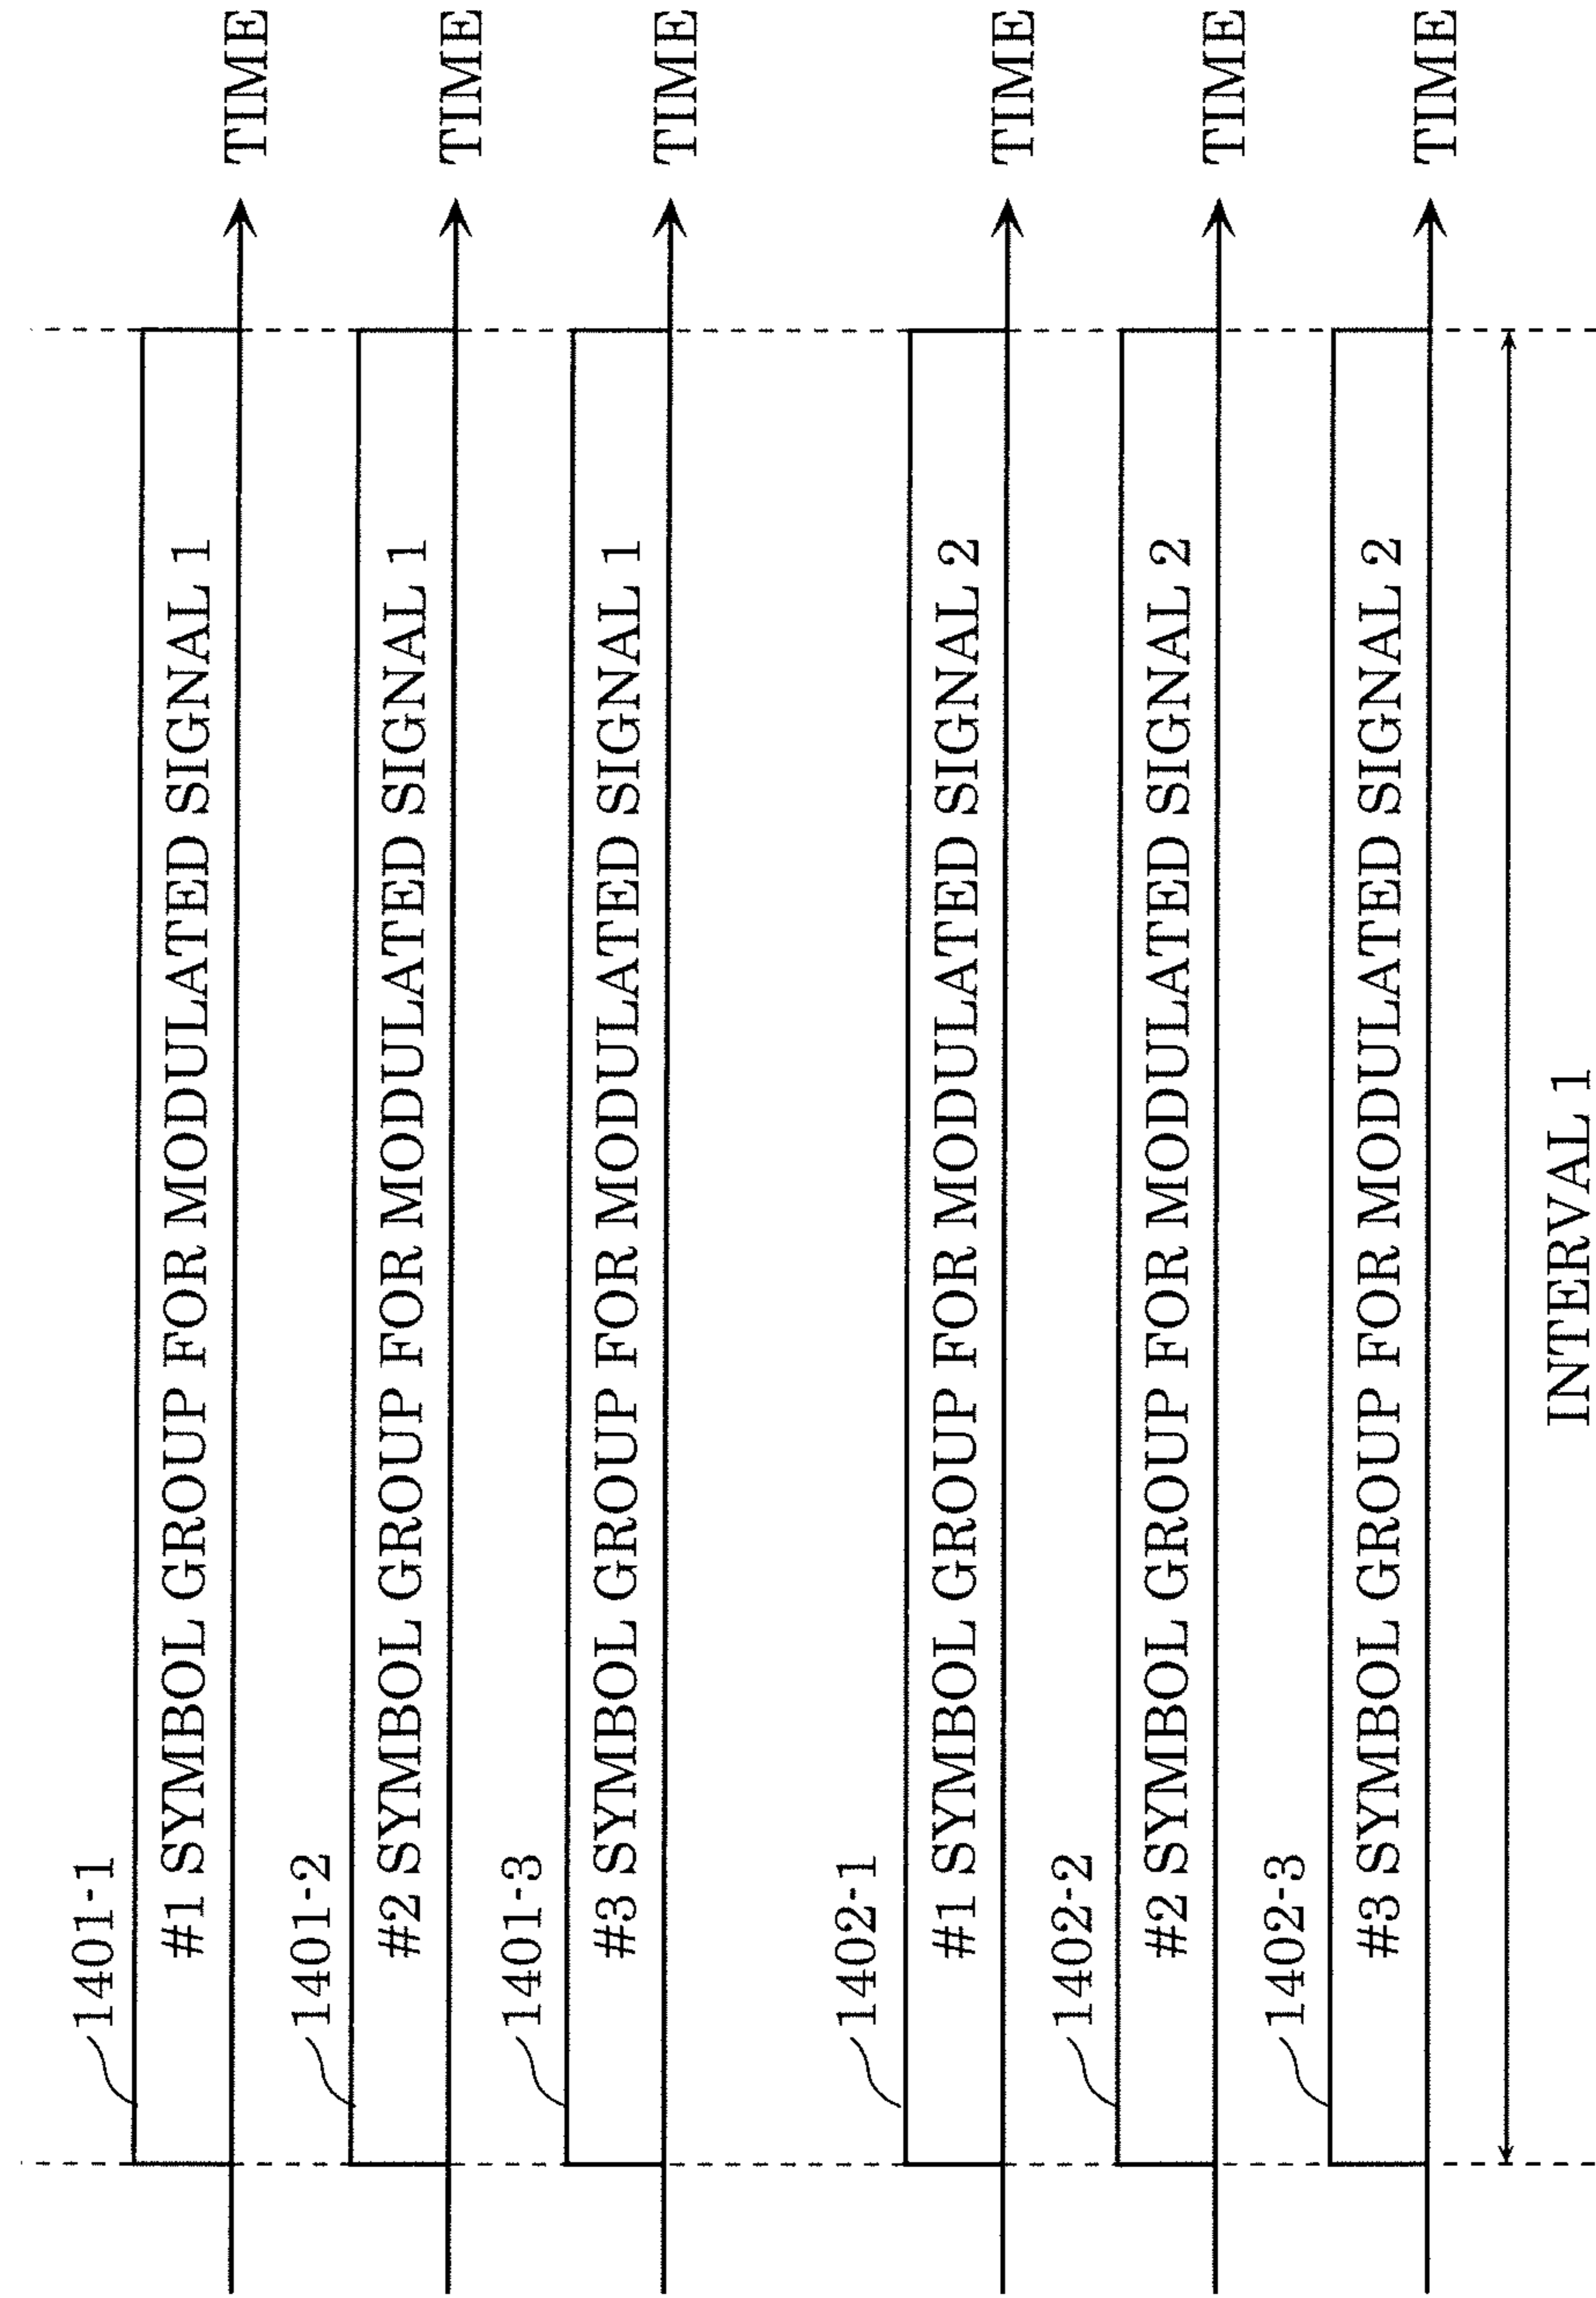 1401-1
#1 SYMBOL GROUP FOR MODULATED SIGNAL 1
TIME
1401-2
#2 SYMBOL GROUP FOR MODULATED SIGNAL 1
TIME
1401-3
#3 SYMBOL GROUP FOR MODULATED SIGNAL 1
TIME
1402-1
#1 SYMBOL GROUP FOR MODULATED SIGNAL 2
TIME
1402-2
#2 SYMBOL GROUP FOR MODULATED SIGNAL 2
TIME
1402-3
#3 SYMBOL GROUP FOR MODULATED SIGNAL 2
TIME
INTERVAL 1